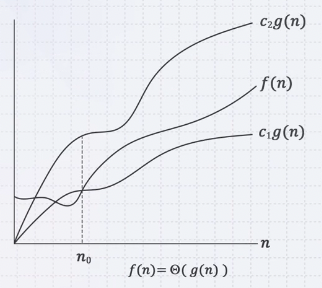 c₂g(n)
f(n)
c₁g(n)
n
n₀
f(n)= Θ( g(n) )